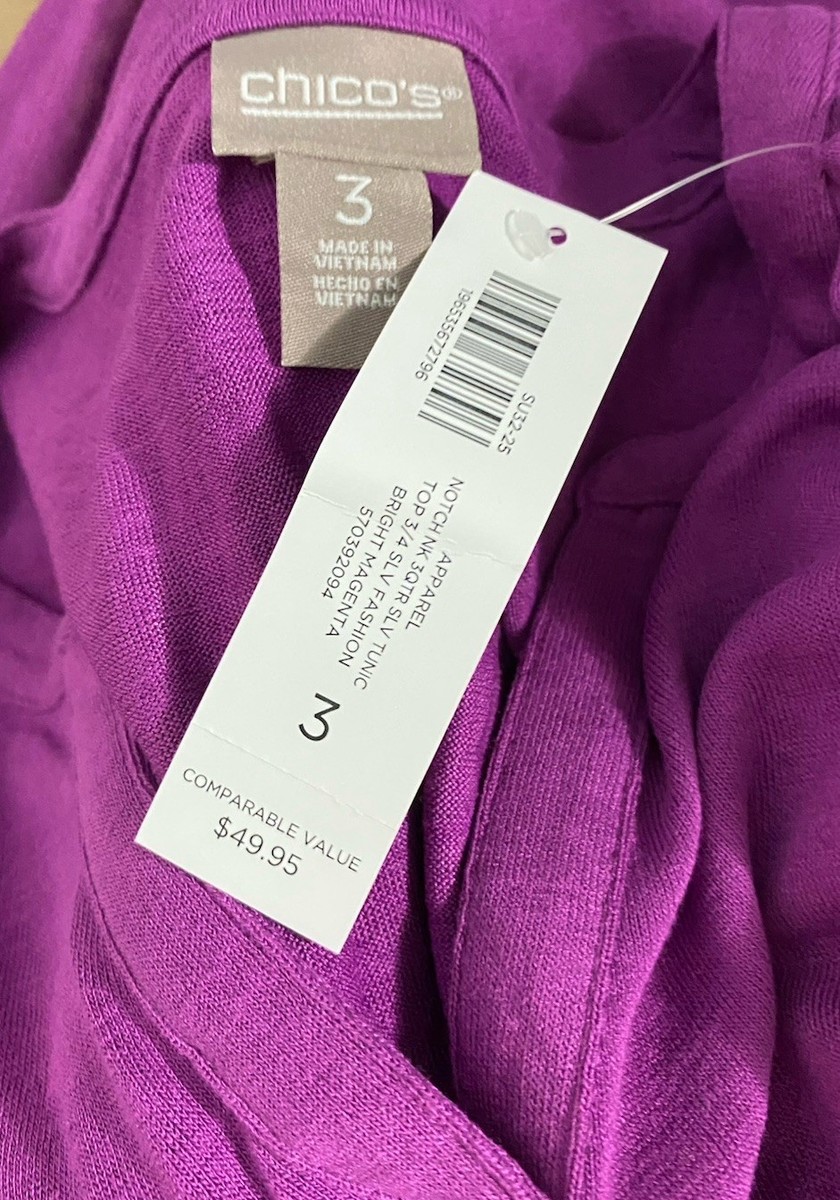 chico's®
3
MADE IN
VIETNAM
HECHO EN
VIETNAM
196535672796
SU32-25
APPAREL
NOTCH NK 3QTR SLV TUNIC
TOP 3/4 SLV FASHION
BRIGHT MAGENTA
570392094
3
COMPARABLE VALUE
$49.95